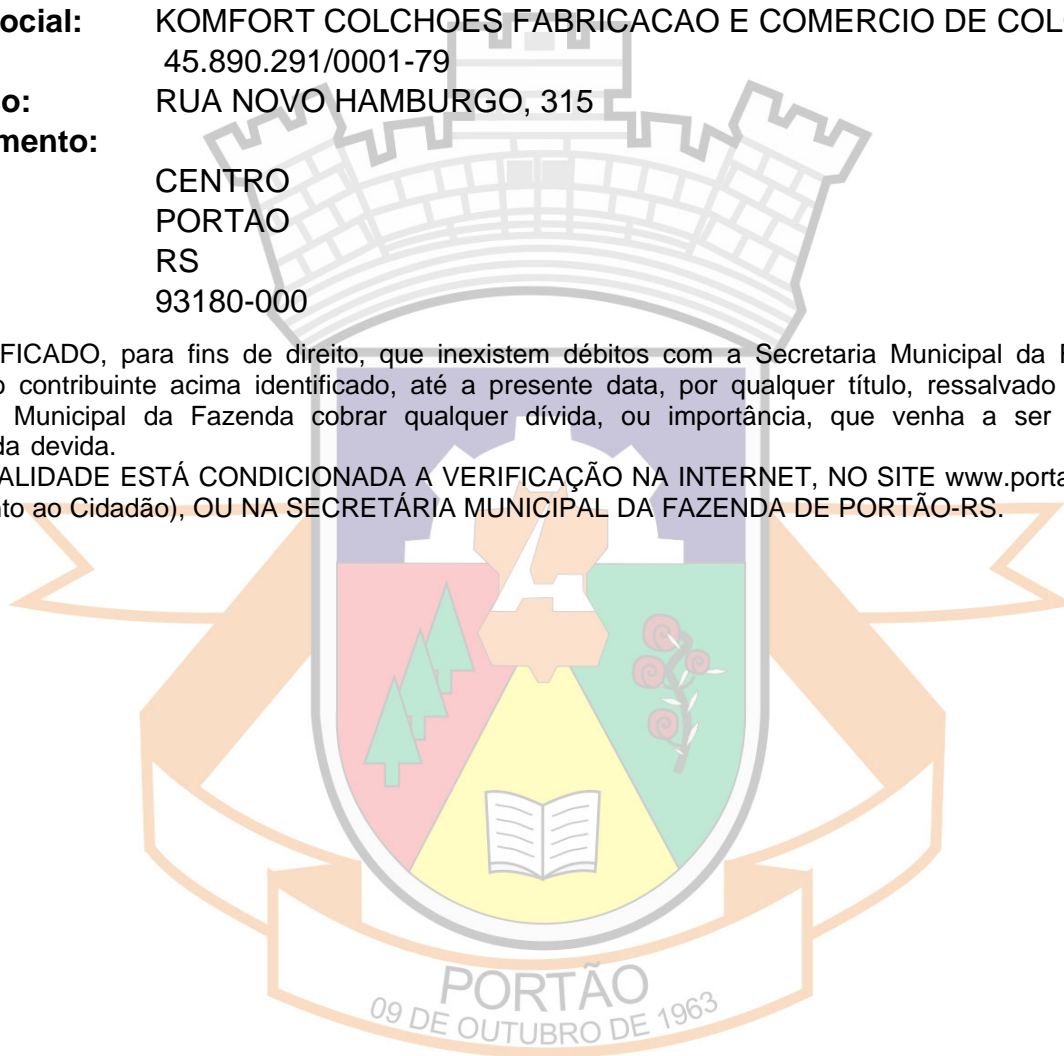 ocial: KOMFORT COLCHOES FABRICACAO E COMERCIO DE COL
45.890.291/0001-79
o: RUA NOVO HAMBURGO, 315
mento:
CENTRO
PORTAO
RS
93180-000
FICADO, para fins de direito, que inexistem débitos com a Secretaria Municipal da
o contribuinte acima identificado, até a presente data, por qualquer título, ressalvado
Municipal da Fazenda cobrar qualquer dívida, ou importância, que venha a ser
da devida.
ALIDADE ESTÁ CONDICIONADA A VERIFICAÇÃO NA INTERNET, NO SITE www.porta
nto ao Cidadão), OU NA SECRETÁRIA MUNICIPAL DA FAZENDA DE PORTÃO-RS.
PORTÃO
09 DE OUTUBRO DE 1963